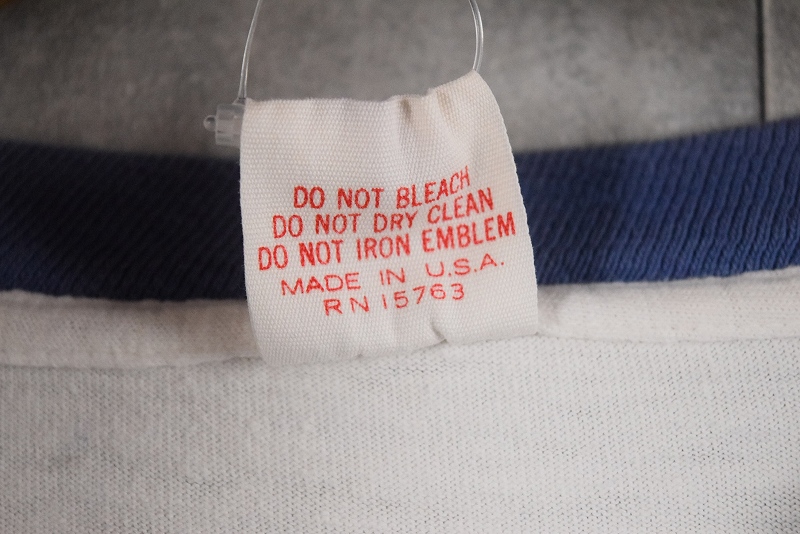 DO NOT BLEACH
DO NOT DRY CLEAN
DO NOT IRON EMBLEM
MADE IN U.S.A.
RN 15763